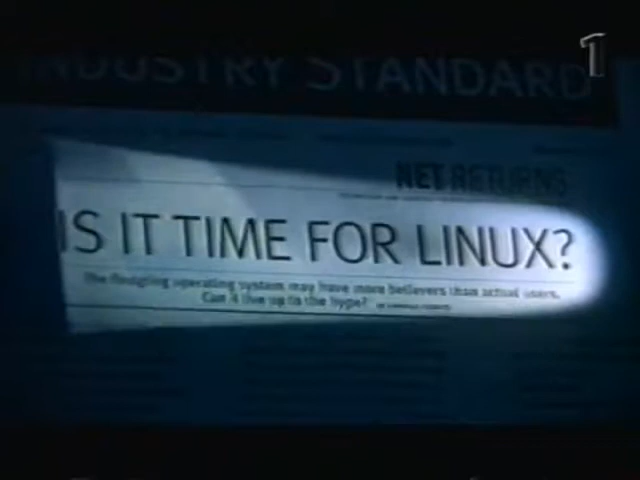 INDUSTRY STANDARD
1
NET RETURNS
IS IT TIME FOR LINUX?
The fledgling operating system may have more believers than actual users.
Can it live up to the hype?